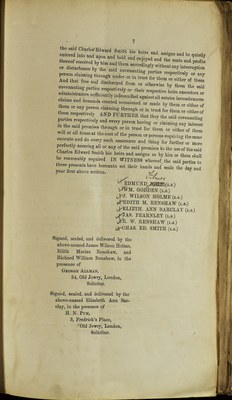 7
the said Charles Edward Smith his heirs and assigns and be quietly
entered into and upon and held and enjoyed and the rents and profits
thereof received by him and them accordingly without any interruption
or disturbance by the said covenanting parties respectively or any
person claiming through under or in trust for them or either of them
And that free and discharged from or otherwise by them the said
covenanting parties respectively or their respective heirs executors or
administrators sufficiently indemnified against all estates incumbrances
claims and demands created occasioned or made by them or either of
them or any person claiming through or in trust for them or either of
them respectively AND FURTHER that they the said covenanting
parties respectively and every person having or claiming any interest
in the said premises through or in trust for them or either of them
will at all times at the cost of the person or persons requiring the same
execute and do every such assurance and thing for further or more
perfectly assuring all or any of the said premises to the use of the said
Charles Edward Smith his heirs and assigns as by him or them shall
be reasonably required IN WITNESS whereof the said parties to
these presents have hereunto set their hands and seals the day and
year first above written.
EDMUND (L.S.)
WM. OGDEN (L.S.)
J. WILSON HOLME (L.S.)
EDITH M. RENSHAW (L.S.)
ELIZTH. ANN BARCLAY (L.S.)
JAS. FEARNLEY (L.S.)
R. W. RENSHAW (L.S.)
CHAS. ED. SMITH (L.S.)
Signed, sealed, and delivered by the
above-named James Wilson Holme,
Edith Marian Renshaw, and
Richard William Renshaw, in the
presence of
GEORGE ALLMAN,
34, Old Jewry, London,
Solicitor.
Signed, sealed, and delivered by the
above-named Elizabeth Ann Bar-
clay, in the presence of
H. N. PYM,
3, Fredrick's Place,
Old Jewry, London,
Solicitor.